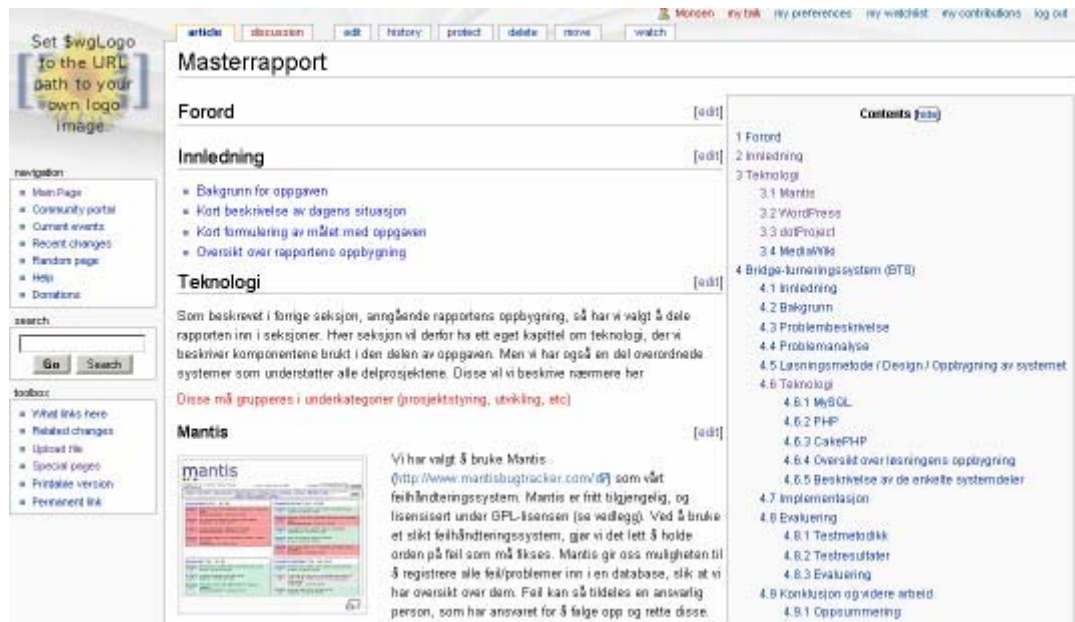 Monsen my talk my preferences my watchlist my contributions log out
article discussion edit history protect delete move watch
Set $wgLogo
to the URL
path to your
own logo
image.
Masterrapport
Forord [edit]
Innledning [edit]
Bakgrunn for oppgaven
Kort beskrivelse av dagens situasjon
Kort formulering av målet med oppgaven
Oversikt over rapportens oppbygning
Teknologi [edit]
Som beskrevet i forrige seksjon, anngående rapportens oppbygning, så har vi valgt å dele
rapporten inn i seksjoner. Hver seksjon vil derfor ha ett eget kapittel om teknologi, der vi
beskriver komponentene brukt i den delen av oppgaven. Men vi har også en del overordnede
systemer som understøtter alle delprosjektene. Disse vil vi beskrive nærmere her
Disse må grupperes i underkategorier (prosjektstyring, utvikling, etc)
Mantis [edit]
mantis
Vi har valgt å bruke Mantis
(http://www.mantisbugtracker.com/ som vårt
feilhåndteringssystem. Mantis er fritt tilgjengelig, og
lisensisert under GPL-lisensen (se vedlegg). Ved å bruke
et slikt feilhåndteringssystem, gjør vi det lett å holde
orden på feil som må fikses. Mantis gir oss muligheten til
å registrere alle feil/problemer inn i en database, slik at vi
har oversikt over dem. Feil kan så tildeles en ansvarlig
person, som har ansvaret for å følge opp og rette disse.
Contents [hide]
1 Forord
2 Innledning
3 Teknologi
3.1 Mantis
3.2 WordPress
3.3 dotProject
3.4 MediaWiki
4 Bridge-turneringssystem (BTS)
4.1 Innledning
4.2 Bakgrunn
4.3 Problembeskrivelse
4.4 Problemanalyse
4.5 Løsningsmetode / Design / Oppbygning av systemet
4.6 Teknologi
4.6.1 MySQL
4.6.2 PHP
4.6.3 CakePHP
4.6.4 Oversikt over løsningens oppbygning
4.6.5 Beskrivelse av de enkelte systemdeler
4.7 Implementasjon
4.8 Evaluering
4.8.1 Testmetodikk
4.8.2 Testresultater
4.8.3 Evaluering
4.9 Konklusjon og videre arbeid
4.9.1 Oppsummering
navigation
Main Page
Community portal
Current events
Recent changes
Random page
Help
Donations
search
Go Search
toolbox
What links here
Related changes
Upload file
Special pages
Printable version
Permanent link